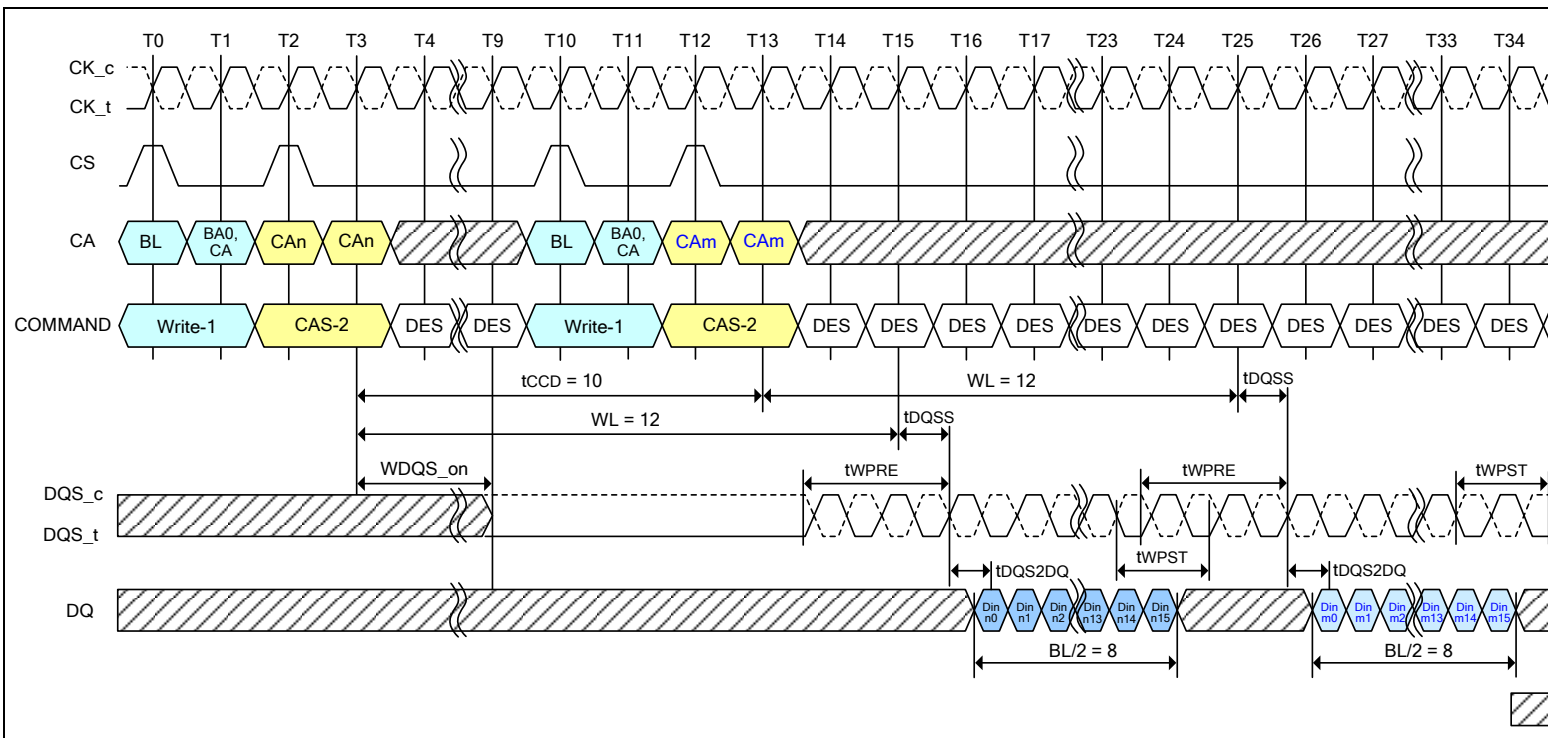 T0 T1 T2 T3 T4 T9 T10 T11 T12 T13 T14 T15 T16 T17 T23 T24 T25 T26 T27 T33 T34
CK_c
CK_t
CS
CA BL BA0, CA CAn CAn BL BA0, CA CAm CAm
COMMAND Write-1 CAS-2 DES DES Write-1 CAS-2 DES DES DES DES DES DES DES DES DES DES DES
tCCD = 10 WL = 12 tDQSS
WL = 12 tDQSS
WDQS_on tWPRE tWPRE tWPST
DQS_c
DQS_t
tWPST
tDQS2DQ tDQS2DQ
DQ Din n0 Din n1 Din n2 Din n13 Din n14 Din n15 Din m0 Din m1 Din m2 Din m13 Din m14 Din m15
BL/2 = 8 BL/2 = 8